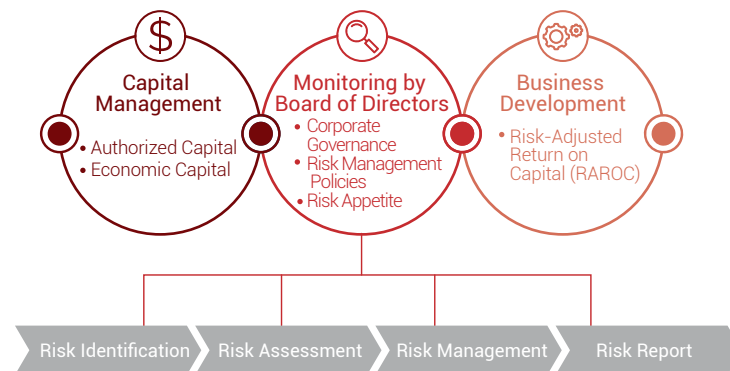 $
Capital
Management
• Authorized Capital
• Economic Capital
Monitoring by
Board of Directors
• Corporate
Governance
• Risk Management
Policies
• Risk Appetite
Business
Development
• Risk-Adjusted
Return on
Capital (RAROC)
Risk Identification
Risk Assessment
Risk Management
Risk Report